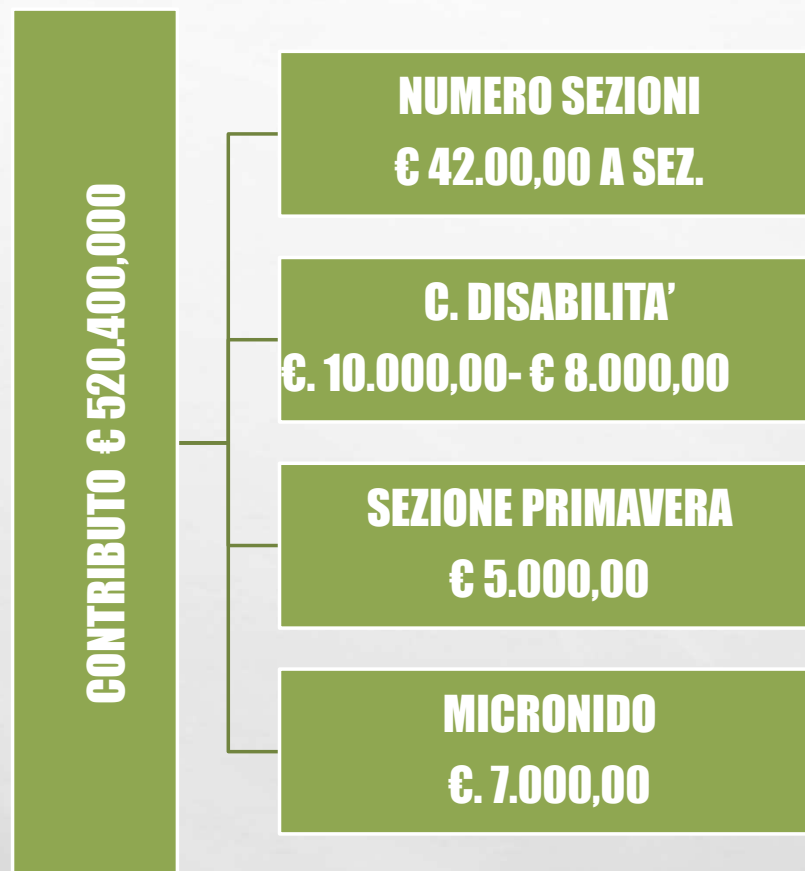 CONTRIBUTO € 520.400,000
NUMERO SEZIONI
€ 42.00,00 A SEZ.
C. DISABILITA’
€. 10.000,00- € 8.000,00
SEZIONE PRIMAVERA
€ 5.000,00
MICRONIDO
€. 7.000,00